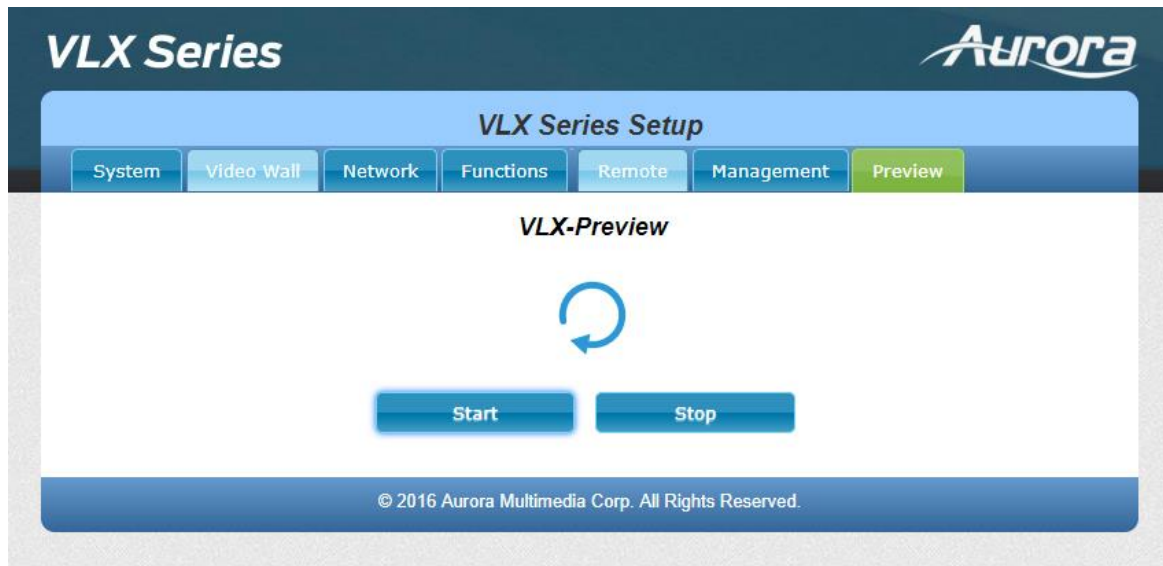 VLX Series Aurora
VLX Series Setup
System Video Wall Network Functions Remote Management Preview
VLX-Preview
Start Stop
© 2016 Aurora Multimedia Corp. All Rights Reserved.